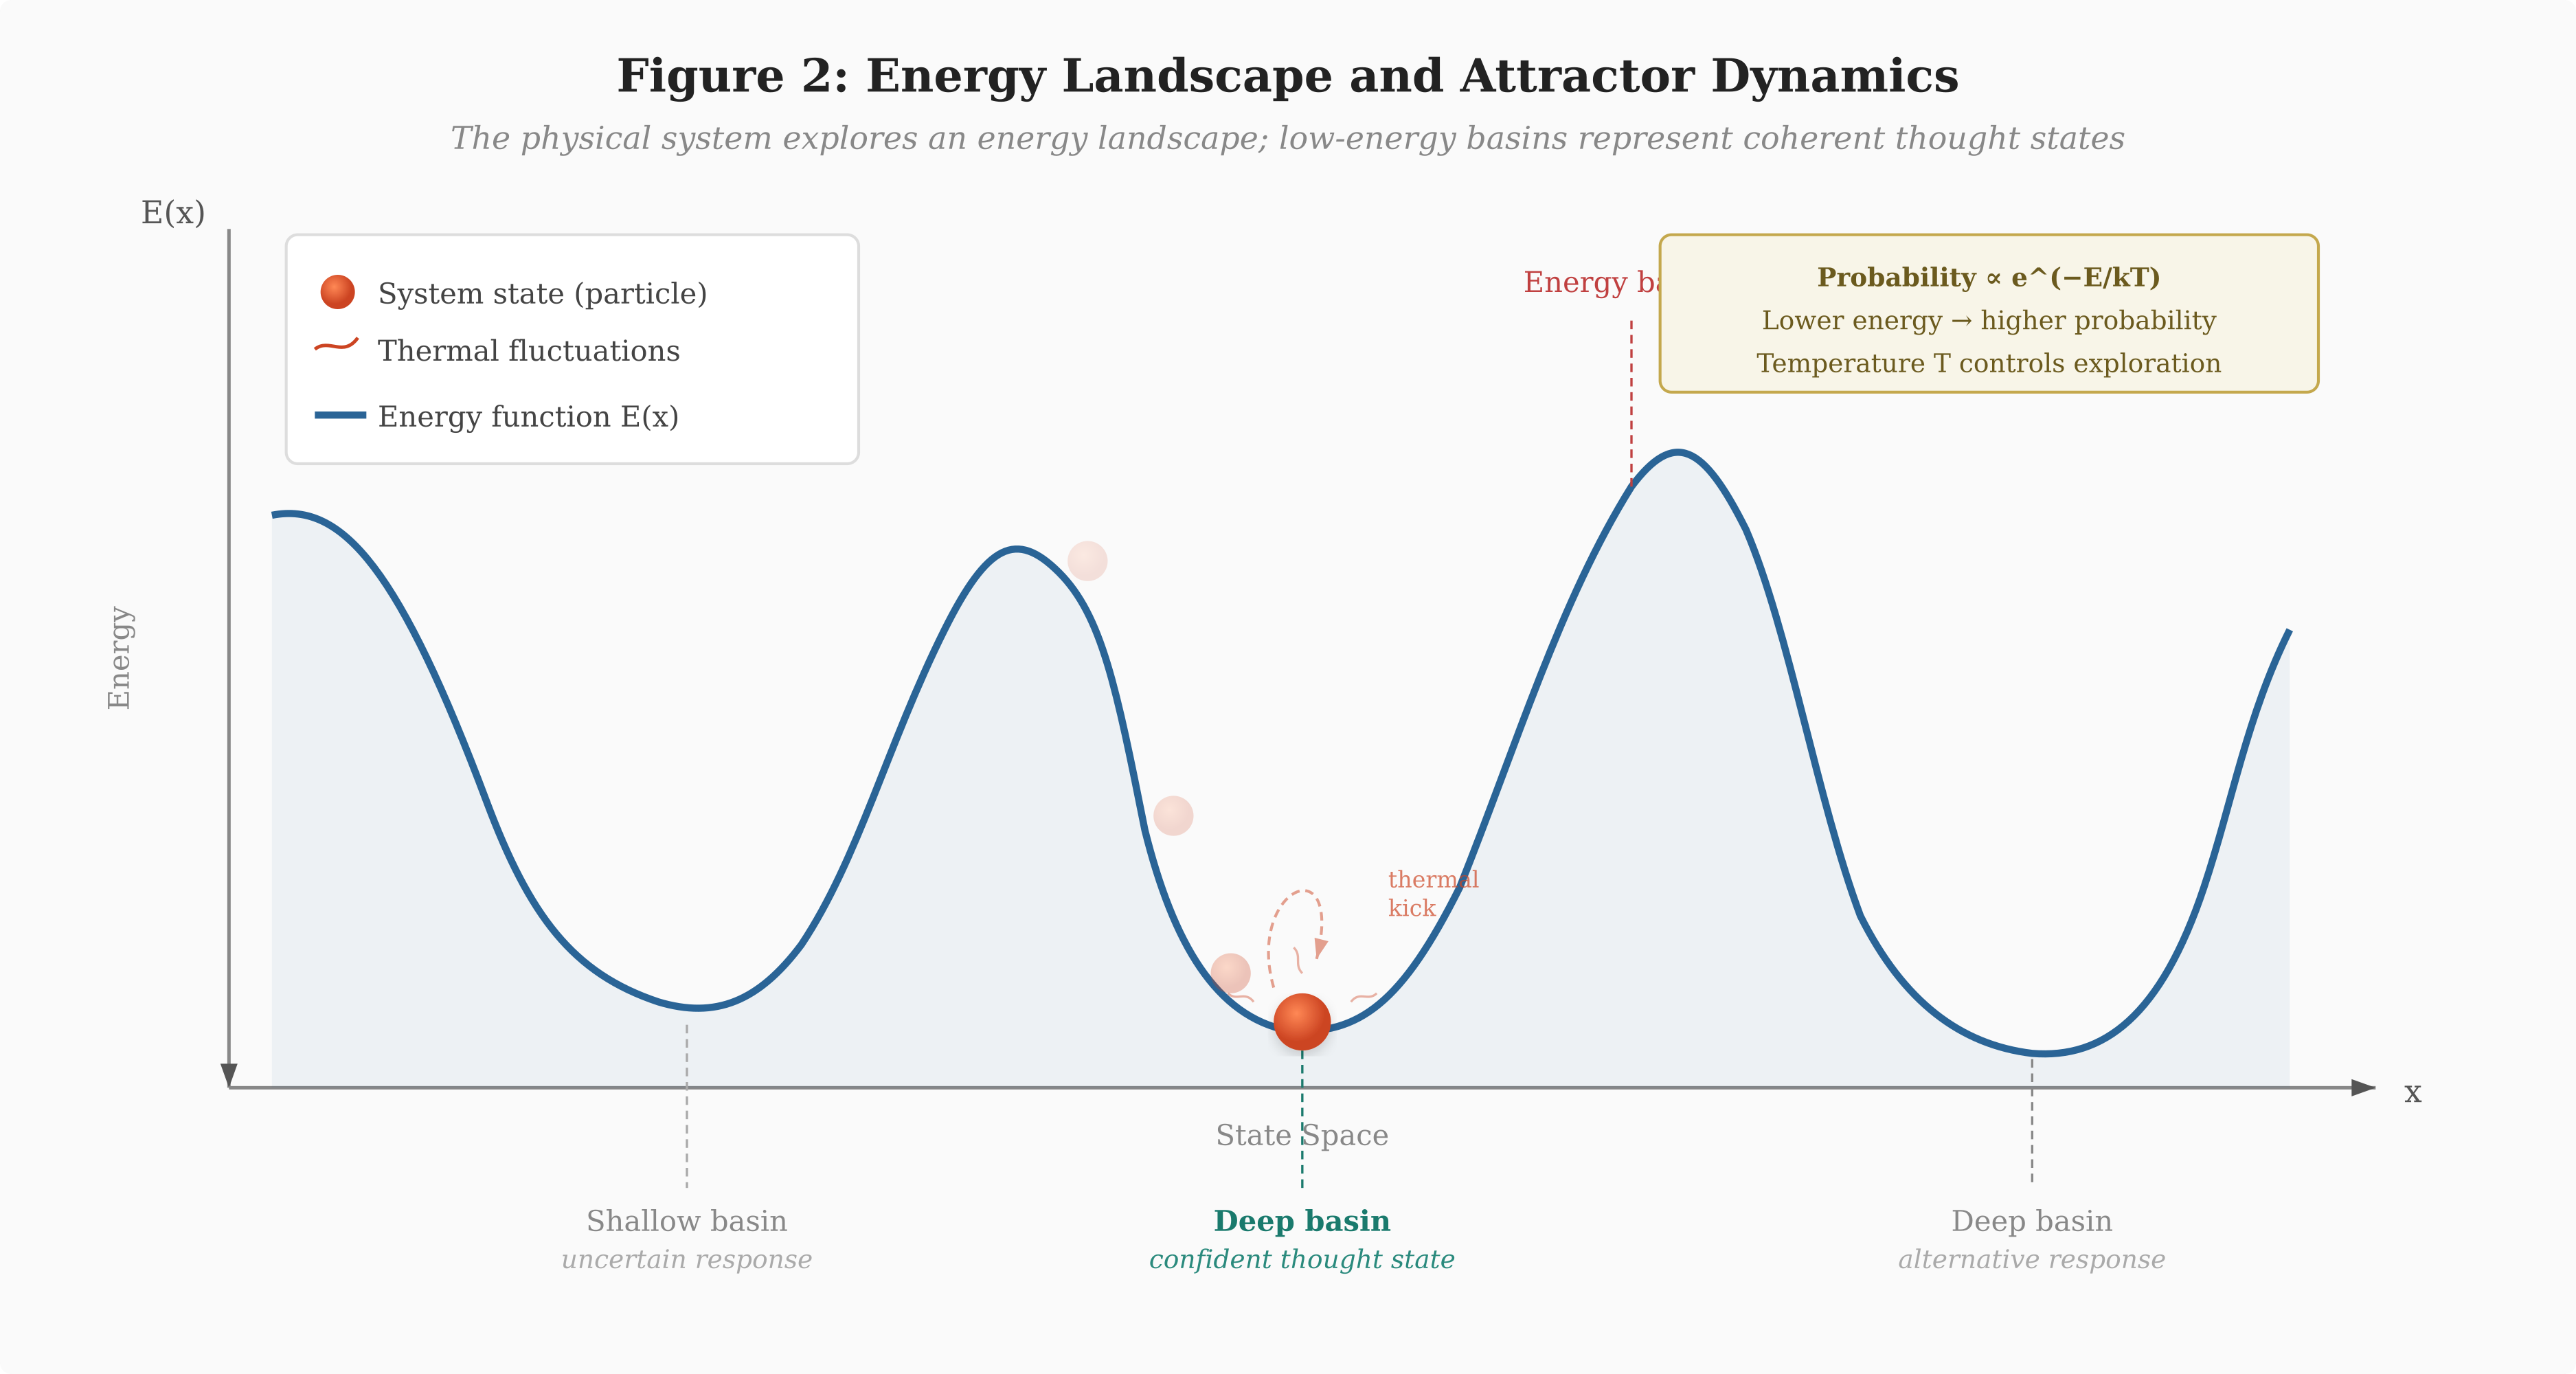 Figure 2: Energy Landscape and Attractor Dynamics
The physical system explores an energy landscape; low-energy basins represent coherent thought states
E(x)
System state (particle)
Thermal fluctuations
Energy function E(x)
Energy
Probability ∝ e^(−E/kT)
Lower energy → higher probability
Temperature T controls exploration
Energy
thermal
kick
x
State Space
Shallow basin
uncertain response
Deep basin
confident thought state
Deep basin
alternative response